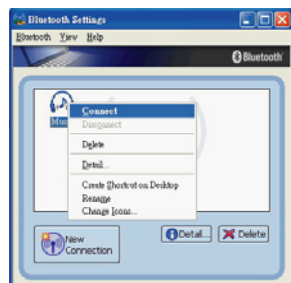 Bluetooth Settings
Bluetooth View Help
Bluetooth
Connect
Disconnect
Delete
Detail...
Create Shortcut on Desktop
Rename
Change Icons...
New
Connection
Detail...
Delete